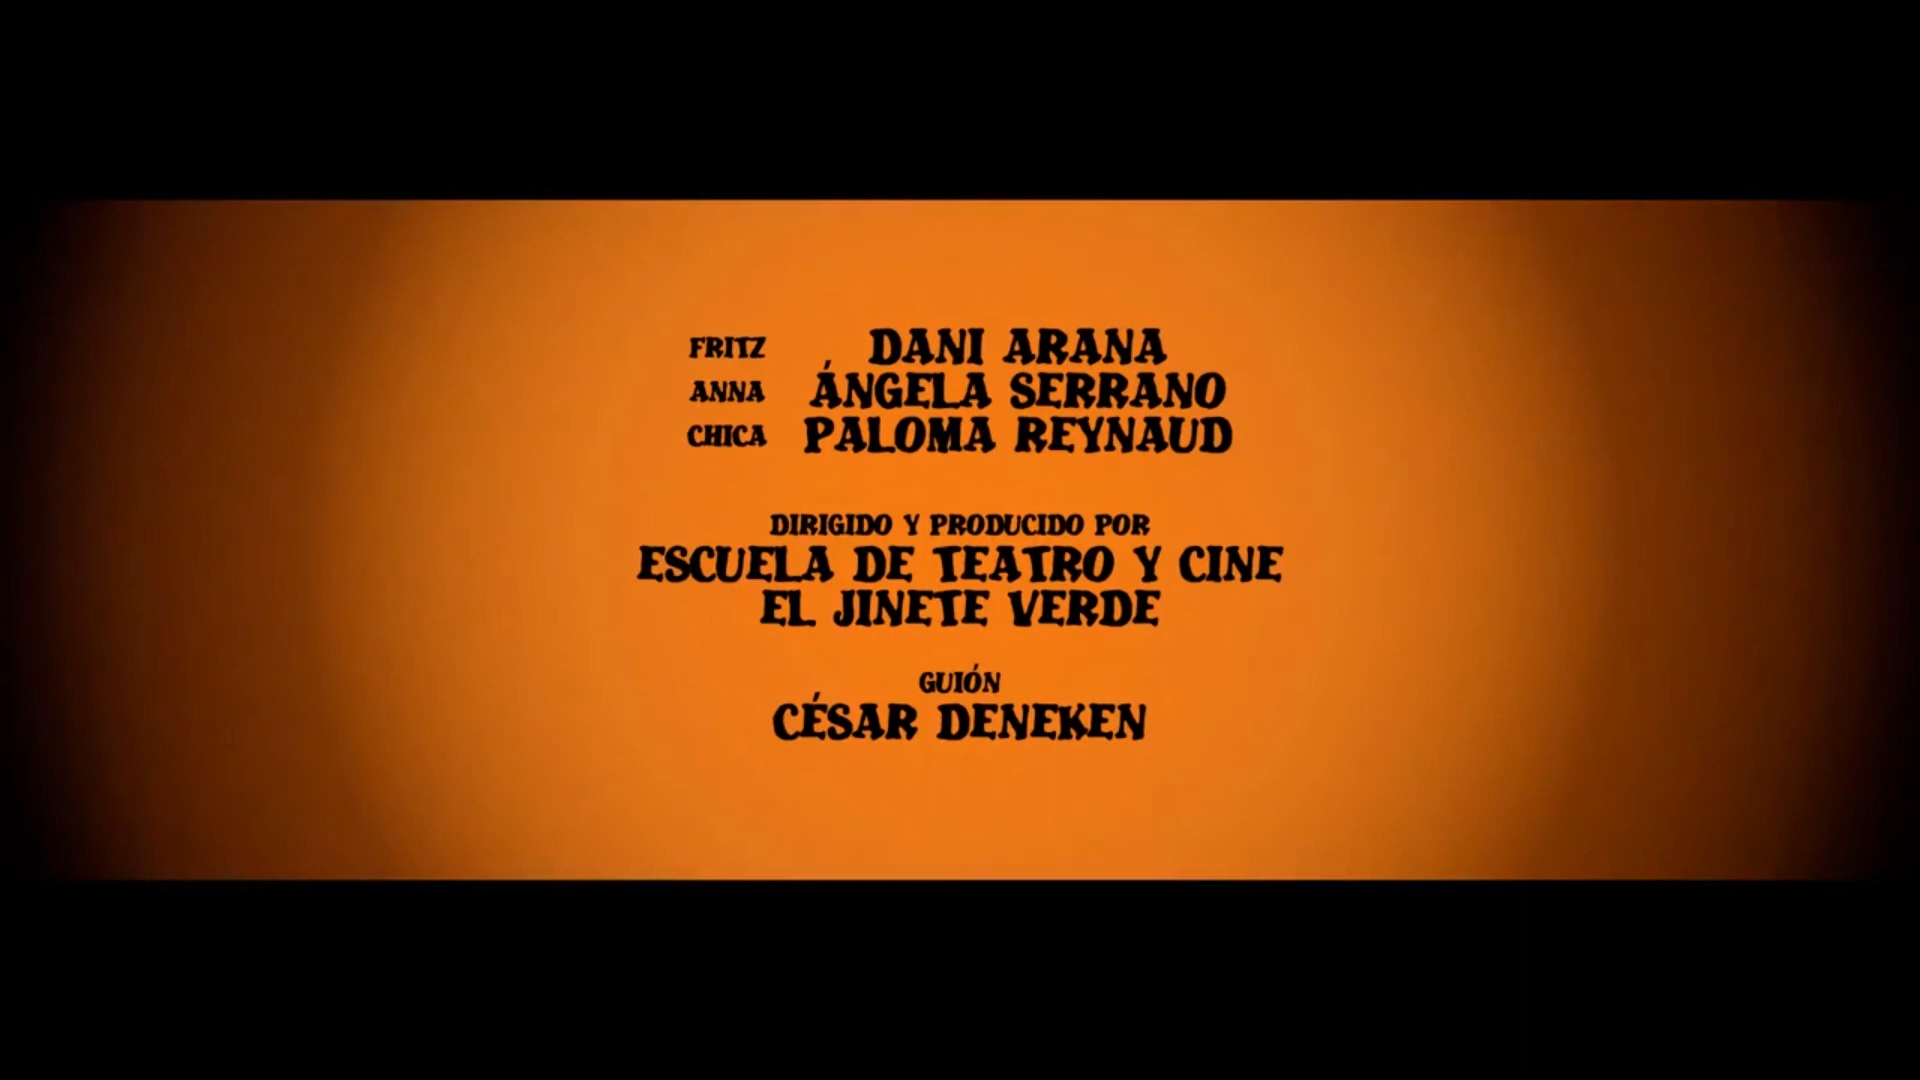 FRITZ DANI ARANA
ANNA ÁNGELA SERRANO
CHICA PALOMA REYNAUD
DIRIGIDO Y PRODUCIDO POR
ESCUELA DE TEATRO Y CINE
EL JINETE VERDE
GUIÓN
CÉSAR DENEKEN